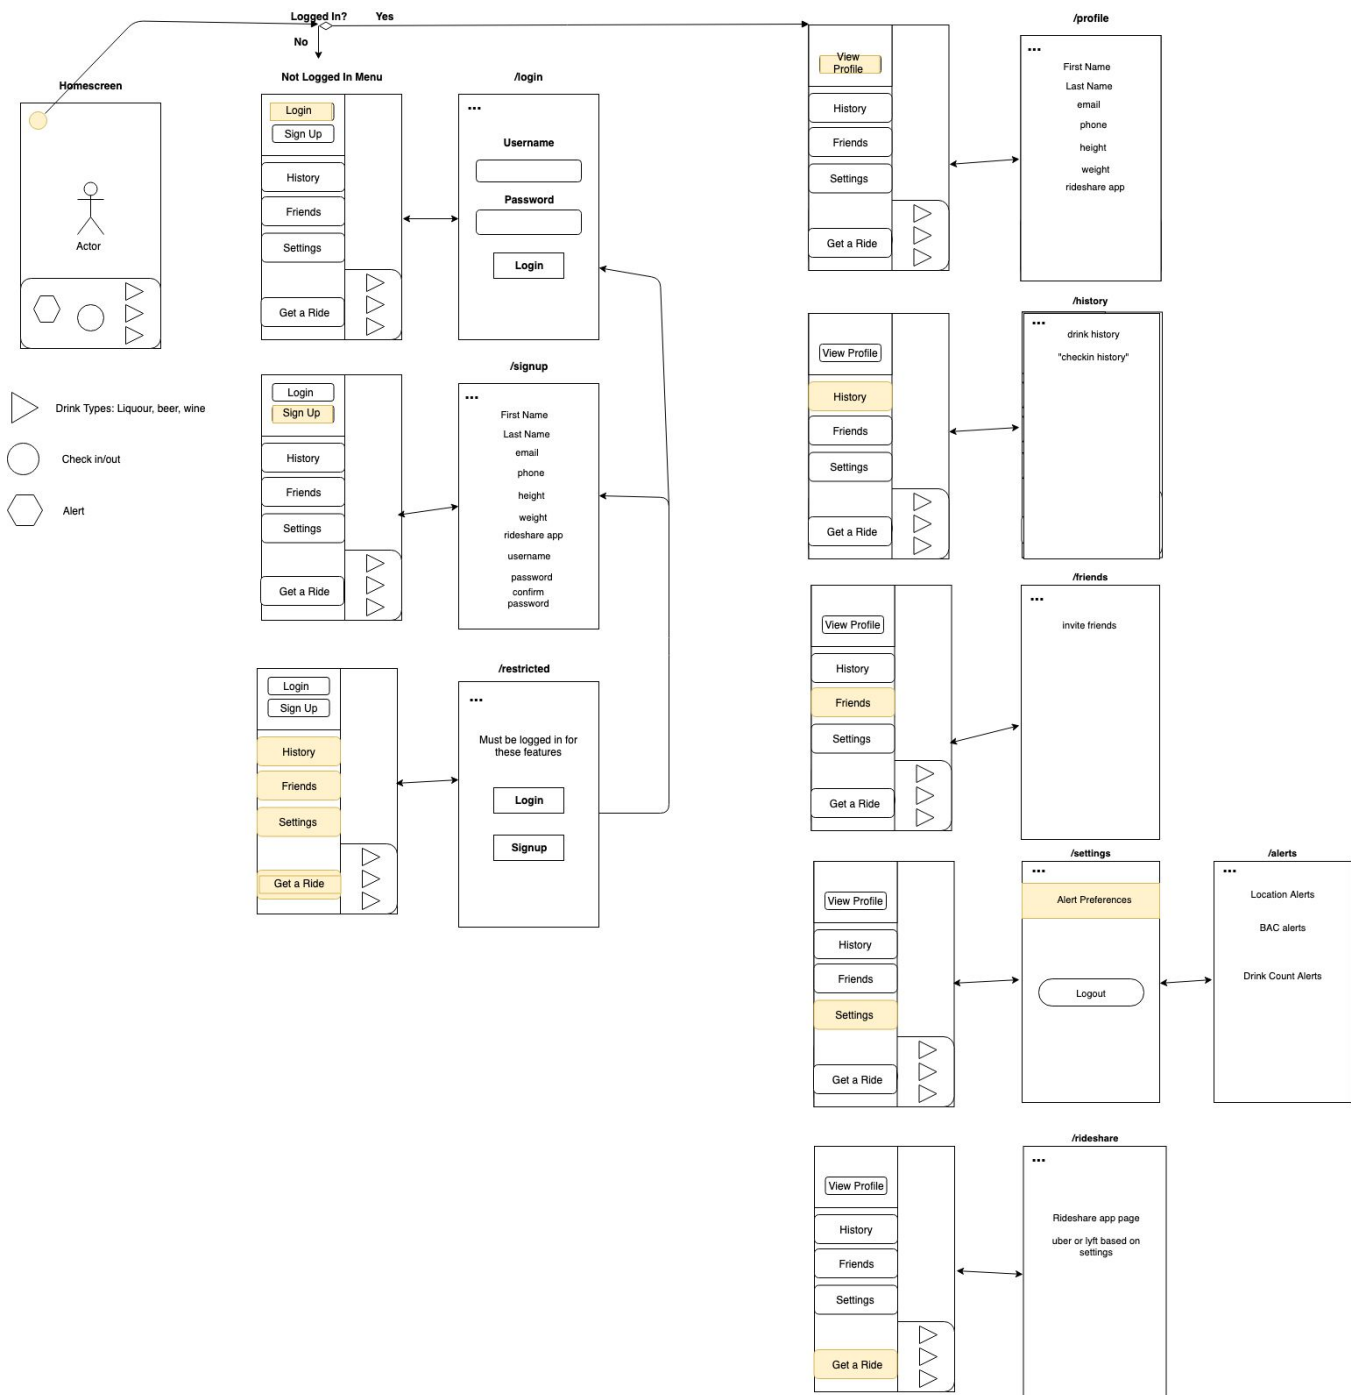 Logged In?
Yes
No
Homescreen
Actor
Drink Types: Liquour, beer, wine
Check in/out
Alert
Not Logged In Menu
Login
Sign Up
History
Friends
Settings
Get a Ride
/login
...
Username
Password
Login
Login
Sign Up
History
Friends
Settings
Get a Ride
/signup
...
First Name
Last Name
email
phone
height
weight
rideshare app
username
password
confirm
password
Login
Sign Up
History
Friends
Settings
Get a Ride
/restricted
...
Must be logged in for
these features
Login
Signup
View
Profile
History
Friends
Settings
Get a Ride
/profile
...
First Name
Last Name
email
phone
height
weight
rideshare app
View Profile
History
Friends
Settings
Get a Ride
/history
...
drink history
"checkin history"
View Profile
History
Friends
Settings
Get a Ride
/friends
...
invite friends
View Profile
History
Friends
Settings
Get a Ride
/settings
...
Alert Preferences
Logout
/alerts
...
Location Alerts
BAC alerts
Drink Count Alerts
View Profile
History
Friends
Settings
Get a Ride
/rideshare
...
Rideshare app page
uber or lyft based on
settings